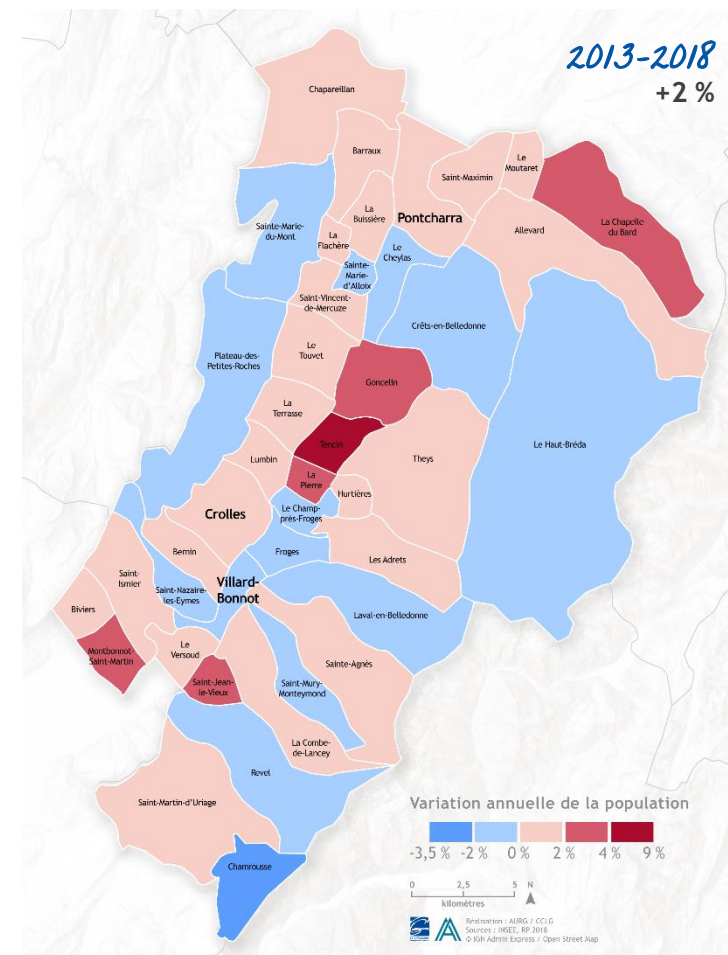 2013-2018
+2 %
Chapareillan
Barraux
Le
Moutaret
Saint-Maximin
La
Buissière
Pontcharra
La Chapelle
du Bard
Sainte-Marie-
du-Mont
La
Flachère
Allevard
Le
Cheylas
Sainte-
Marie-
d'Alloix
Saint-Vincent-
de-Mercuze
Crêts-en-Belledonne
Le
Touvet
Plateau-des-
Petites-Roches
Goncelin
La
Terrasse
Tencin
Le Haut-Bréda
Lumbin
Theys
La
Pierre
Hurtières
Crolles
Le Champ-
près-Froges
Bernin
Froges
Les Adrets
Saint-
Ismier
Villard-
Bonnot
Saint-Nazaire-
les-Eymes
Biviers
Laval-en-Belledonne
Le
Versoud
Montbonnot-
Saint-Martin
Sainte-Agnès
Saint-Jean-
le-Vieux
Saint-Mury-
Monteymond
La Combe-
de-Lancey
Revel
Saint-Martin-d'Uriage
Chamrousse
Variation annuelle de la population
-3,5 % -2 % 0 % 2 % 4 % 9 %
0 2,5 5 N
kilomètres
Réalisation : AURG / CCLG
Sources : INSEE, RP 2018
© IGN Admin Express / Open Street Map